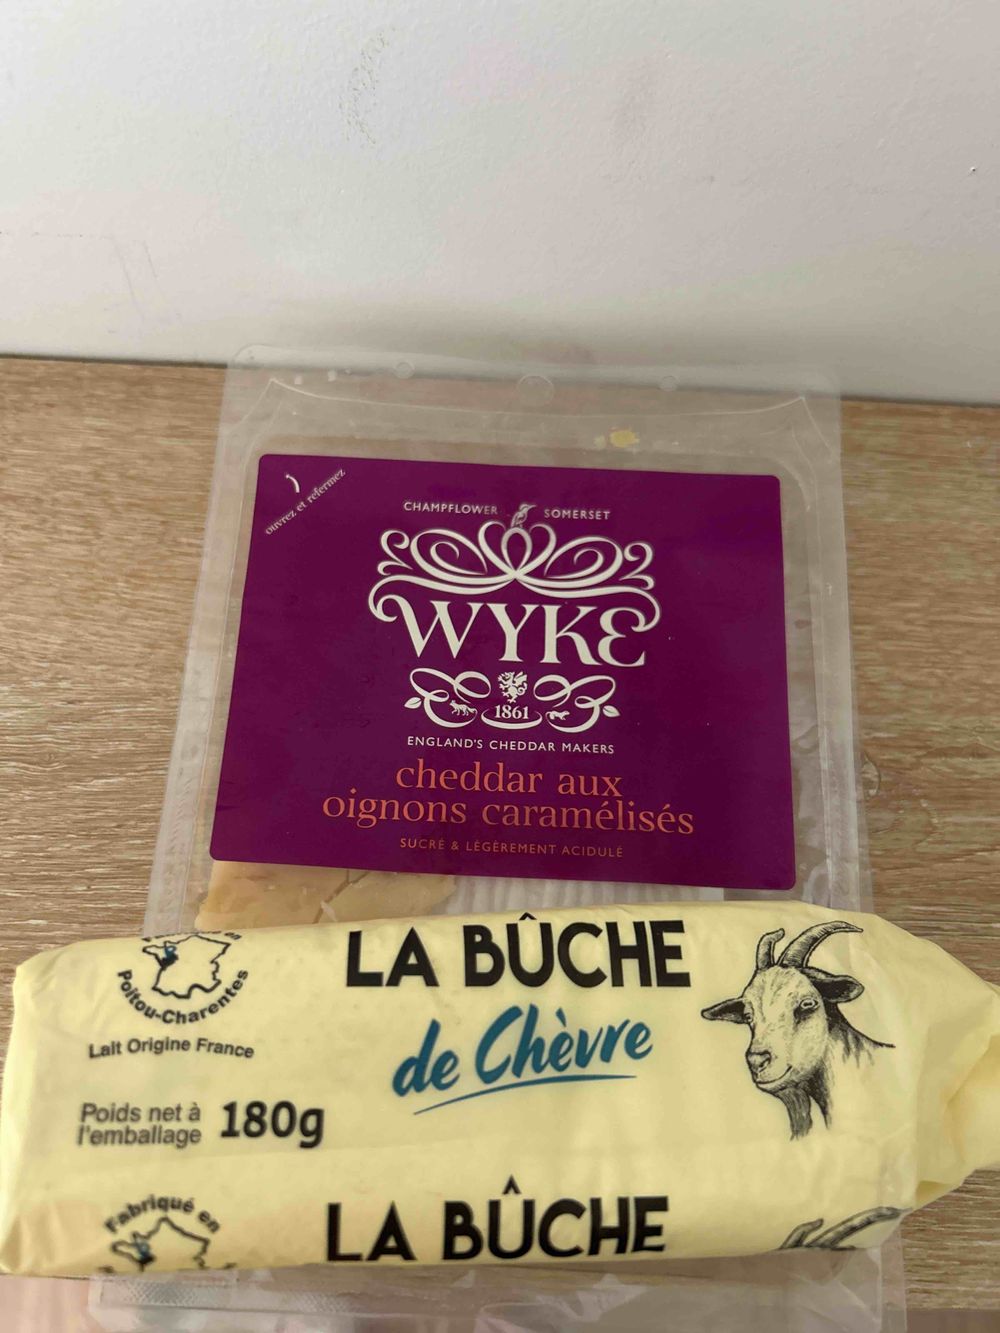 ouvrez et refermez
CHAMPFLOWER SOMERSET
WYKE
1861
ENGLAND'S CHEDDAR MAKERS
cheddar aux
oignons caramélisés
SUCRÉ & LÉGÈREMENT ACIDULÉ
LA BÛCHE
de Chèvre
en
Poitou-Charentes
Lait Origine France
Poids net à
l'emballage 180g
Fabriqué en
LA BÛCHE